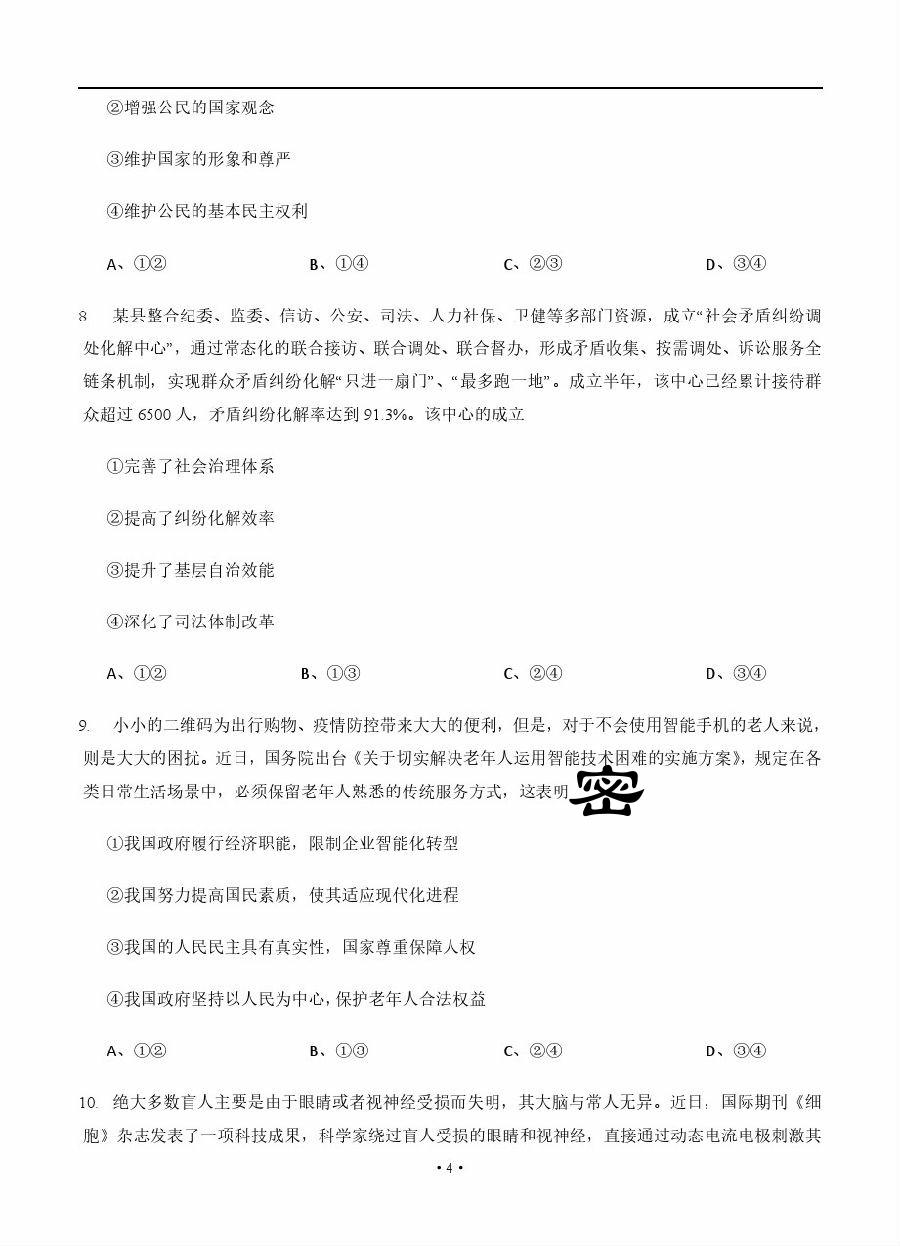 ②增强公民的国家观念
③维护国家的形象和尊严
④维护公民的基本民主权利
A、①② B、①④ C、②③ D、③④
8 某县整合纪委、监委、信访、公安、司法、人力社保、卫健等多部门资源，成立“社会矛盾纠纷调
处化解中心”，通过常态化的联合接访、联合调处、联合督办，形成矛盾收集、按需调处、诉讼服务全
链条机制，实现群众矛盾纠纷化解“只进一扇门”、“最多跑一地”。成立半年，该中心已经累计接待群
众超过 6500 人，矛盾纠纷化解率达到 91.3%。该中心的成立
①完善了社会治理体系
②提高了纠纷化解效率
③提升了基层自治效能
④深化了司法体制改革
A、①② B、①③ C、②④ D、③④
9. 小小的二维码为出行购物、疫情防控带来大大的便利，但是，对于不会使用智能手机的老人来说，
则是大大的困扰。近日，国务院出台《关于切实解决老年人运用智能技术困难的实施方案》，规定在各
类日常生活场景中，必须保留老年人熟悉的传统服务方式，这表明
密
①我国政府履行经济职能，限制企业智能化转型
②我国努力提高国民素质，使其适应现代化进程
③我国的人民民主具有真实性，国家尊重保障人权
④我国政府坚持以人民为中心，保护老年人合法权益
A、①② B、①③ C、②④ D、③④
10. 绝大多数盲人主要是由于眼睛或者视神经受损而失明，其大脑与常人无异。近日，国际期刊《细
胞》杂志发表了一项科技成果，科学家绕过盲人受损的眼睛和视神经，直接通过动态电流电极刺激其
• 4 •